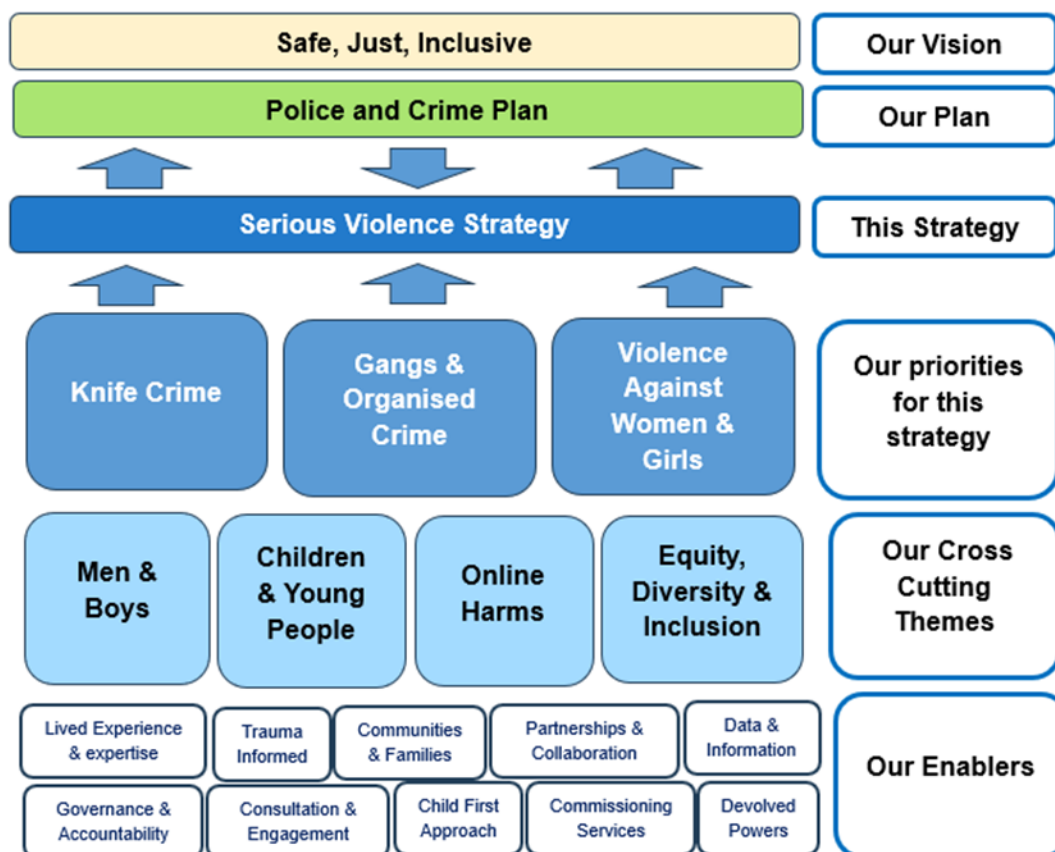 Safe, Just, Inclusive
Our Vision
Police and Crime Plan
Our Plan
Serious Violence Strategy
This Strategy
Knife Crime
Gangs &
Organised
Crime
Violence
Against
Women &
Girls
Our priorities
for this
strategy
Men &
Boys
Children
& Young
People
Online
Harms
Equity,
Diversity &
Inclusion
Our Cross
Cutting
Themes
Lived Experience
& expertise
Trauma
Informed
Communities
& Families
Partnerships &
Collaboration
Data &
Information
Governance &
Accountability
Consultation &
Engagement
Child First
Approach
Commissioning
Services
Devolved
Powers
Our Enablers